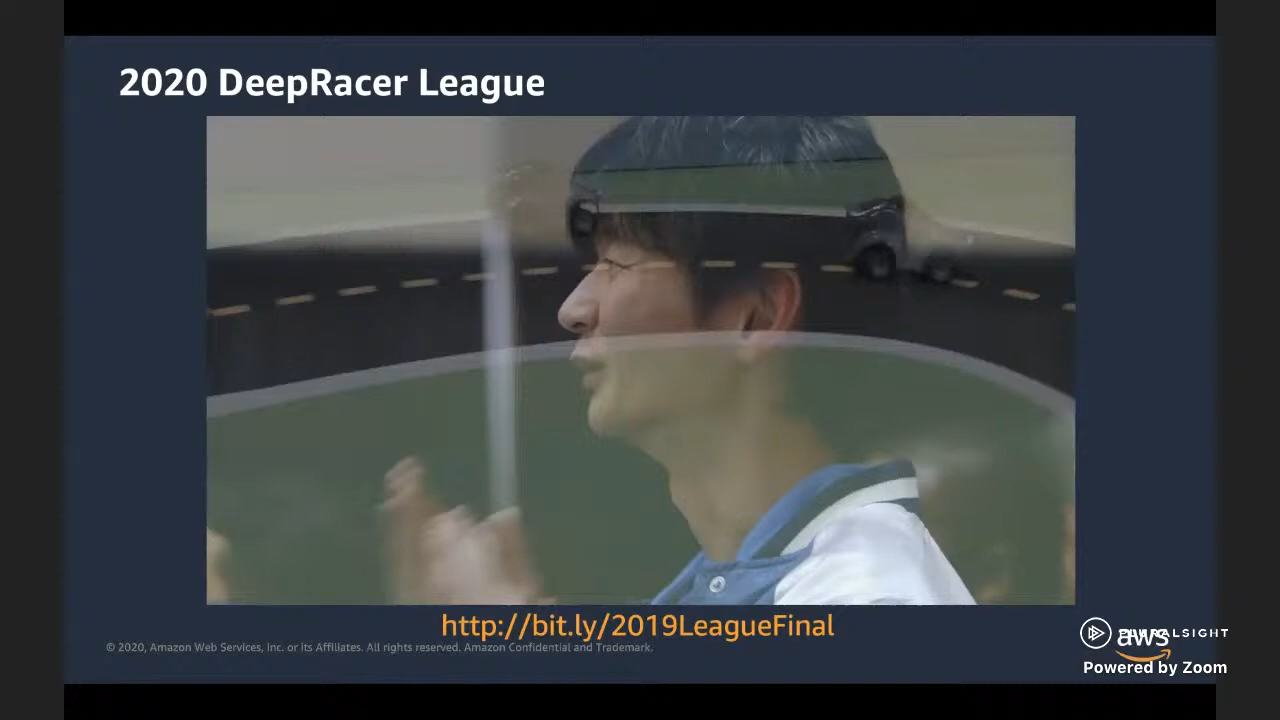 2020 DeepRacer League
http://bit.ly/2019LeagueFinal
© 2020, Amazon Web Services, Inc. or its Affiliates. All rights reserved. Amazon Confidential and Trademark.
PLURALSIGHT
aws
Powered by Zoom